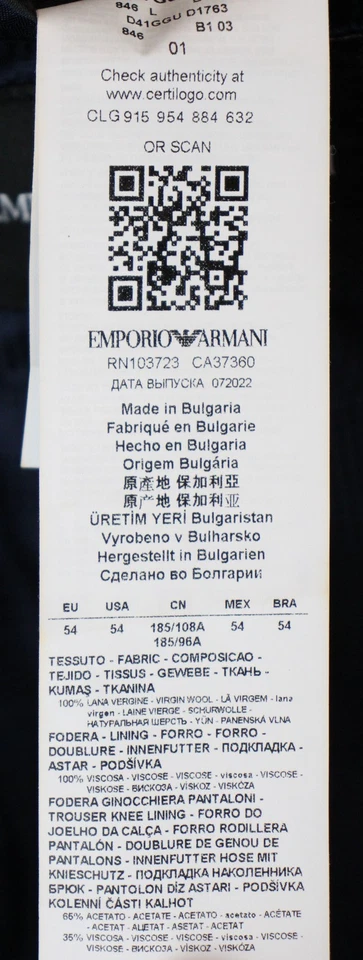 846 L D1763
D41GGU
846 B1 03
01
Check authenticity at
www.certilogo.com
CLG 915 954 884 632
OR SCAN
EMPORIO ARMANI
RN103723 CA37360
ДАТА ВЫПУСКА 072022
Made in Bulgaria
Fabriqué en Bulgarie
Hecho en Bulgaria
Origem Bulgária
原產地 保加利亞
原产地 保加利亚
ÜRETİM YERİ Bulgaristan
Vyrobeno v Bulharsko
Hergestellt in Bulgarien
Сделано во Болгарии
EU USA CN MEX BRA
54 54 185/108A 54 54
185/96A
TESSUTO - FABRIC - COMPOSICAO -
TEJIDO - TISSUS - GEWEBE - ТКАНЬ -
KUMAŞ - TKANINA
100% LANA VERGINE - VIRGIN WOOL - LÃ VIRGEM - lana
virgen - LAINE VIERGE - SCHURWOLLE -
НАТУРАЛЬНАЯ ШЕРСТЬ - YÜN - PANENSKÁ VLNA
FODERA - LINING - FORRO - FORRO -
DOUBLURE - INNENFUTTER - ПОДКЛАДКА -
ASTAR - PODŠÍVKA
100% VISCOSA - VISCOSE - VISCOSE - viscosa - VISCOSE -
VISKOSE - ВИСКОЗА - VİSKOZ - VISKÓZA
FODERA GINOCCHIERA PANTALONI -
TROUSER KNEE LINING - FORRO DO
JOELHO DA CALÇA - FORRO RODILLERA
PANTALÓN - DOUBLURE DE GENOU DE
PANTALONS - INNENFUTTER HOSE MIT
KNIESCHUTZ - ПОДКЛАДКА НАКОЛЕННИКА
БРЮК - PANTOLON DİZ ASTARI - PODŠÍVKA
KOLENNÍ ČÁSTI KALHOT
65% ACETATO - ACETATE - ACETATO - acetato - ACÉTATE
- ACETAT - АЦЕТАТ - ASETAT - ACETAT
35% VISCOSA - VISCOSE - VISCOSE - viscosa - VISCOSE -
VISKOSE - ВИСКОЗА - VİSKOZ - VISKÓZA